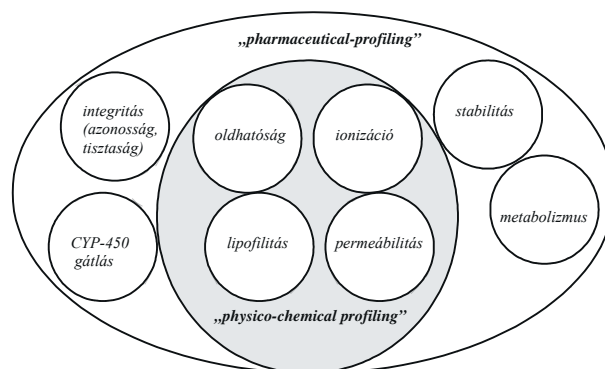 „pharmaceutical-profiling”
integritás
(azonosság,
tisztaság)
oldhatóság
ionizáció
stabilitás
CYP-450
gátlás
lipofilitás
permeábilitás
metabolizmus
„physico-chemical profiling”